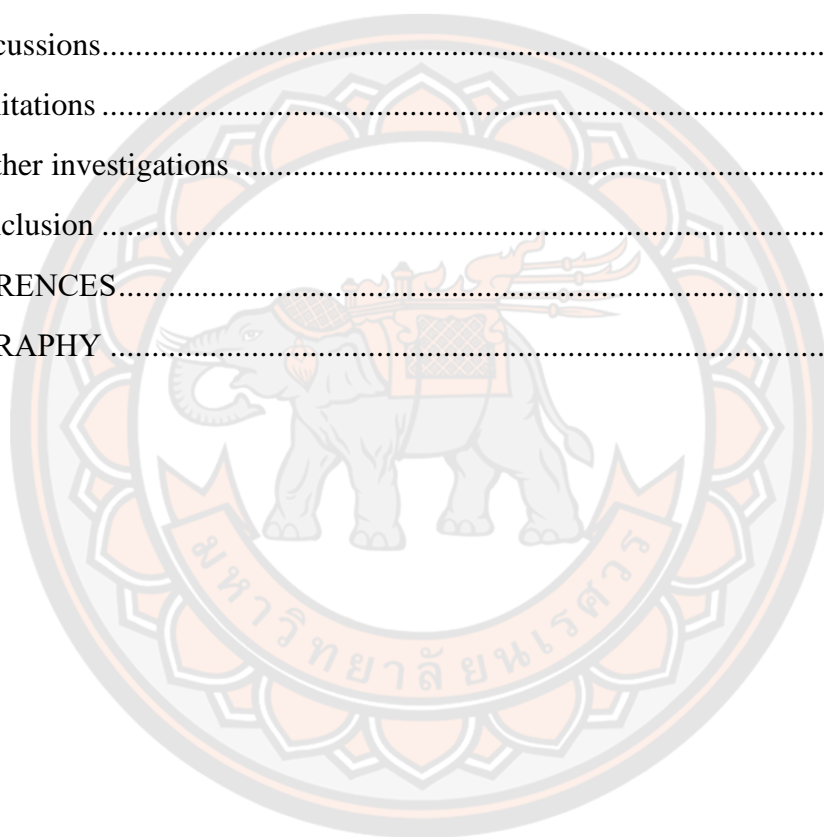 cussions....................................................................................................
itations ....................................................................................................
ther investigations ....................................................................................
nclusion ...................................................................................................
RENCES....................................................................................................
RAPHY ....................................................................................................
มหาวิทยาลัยนเรศวร